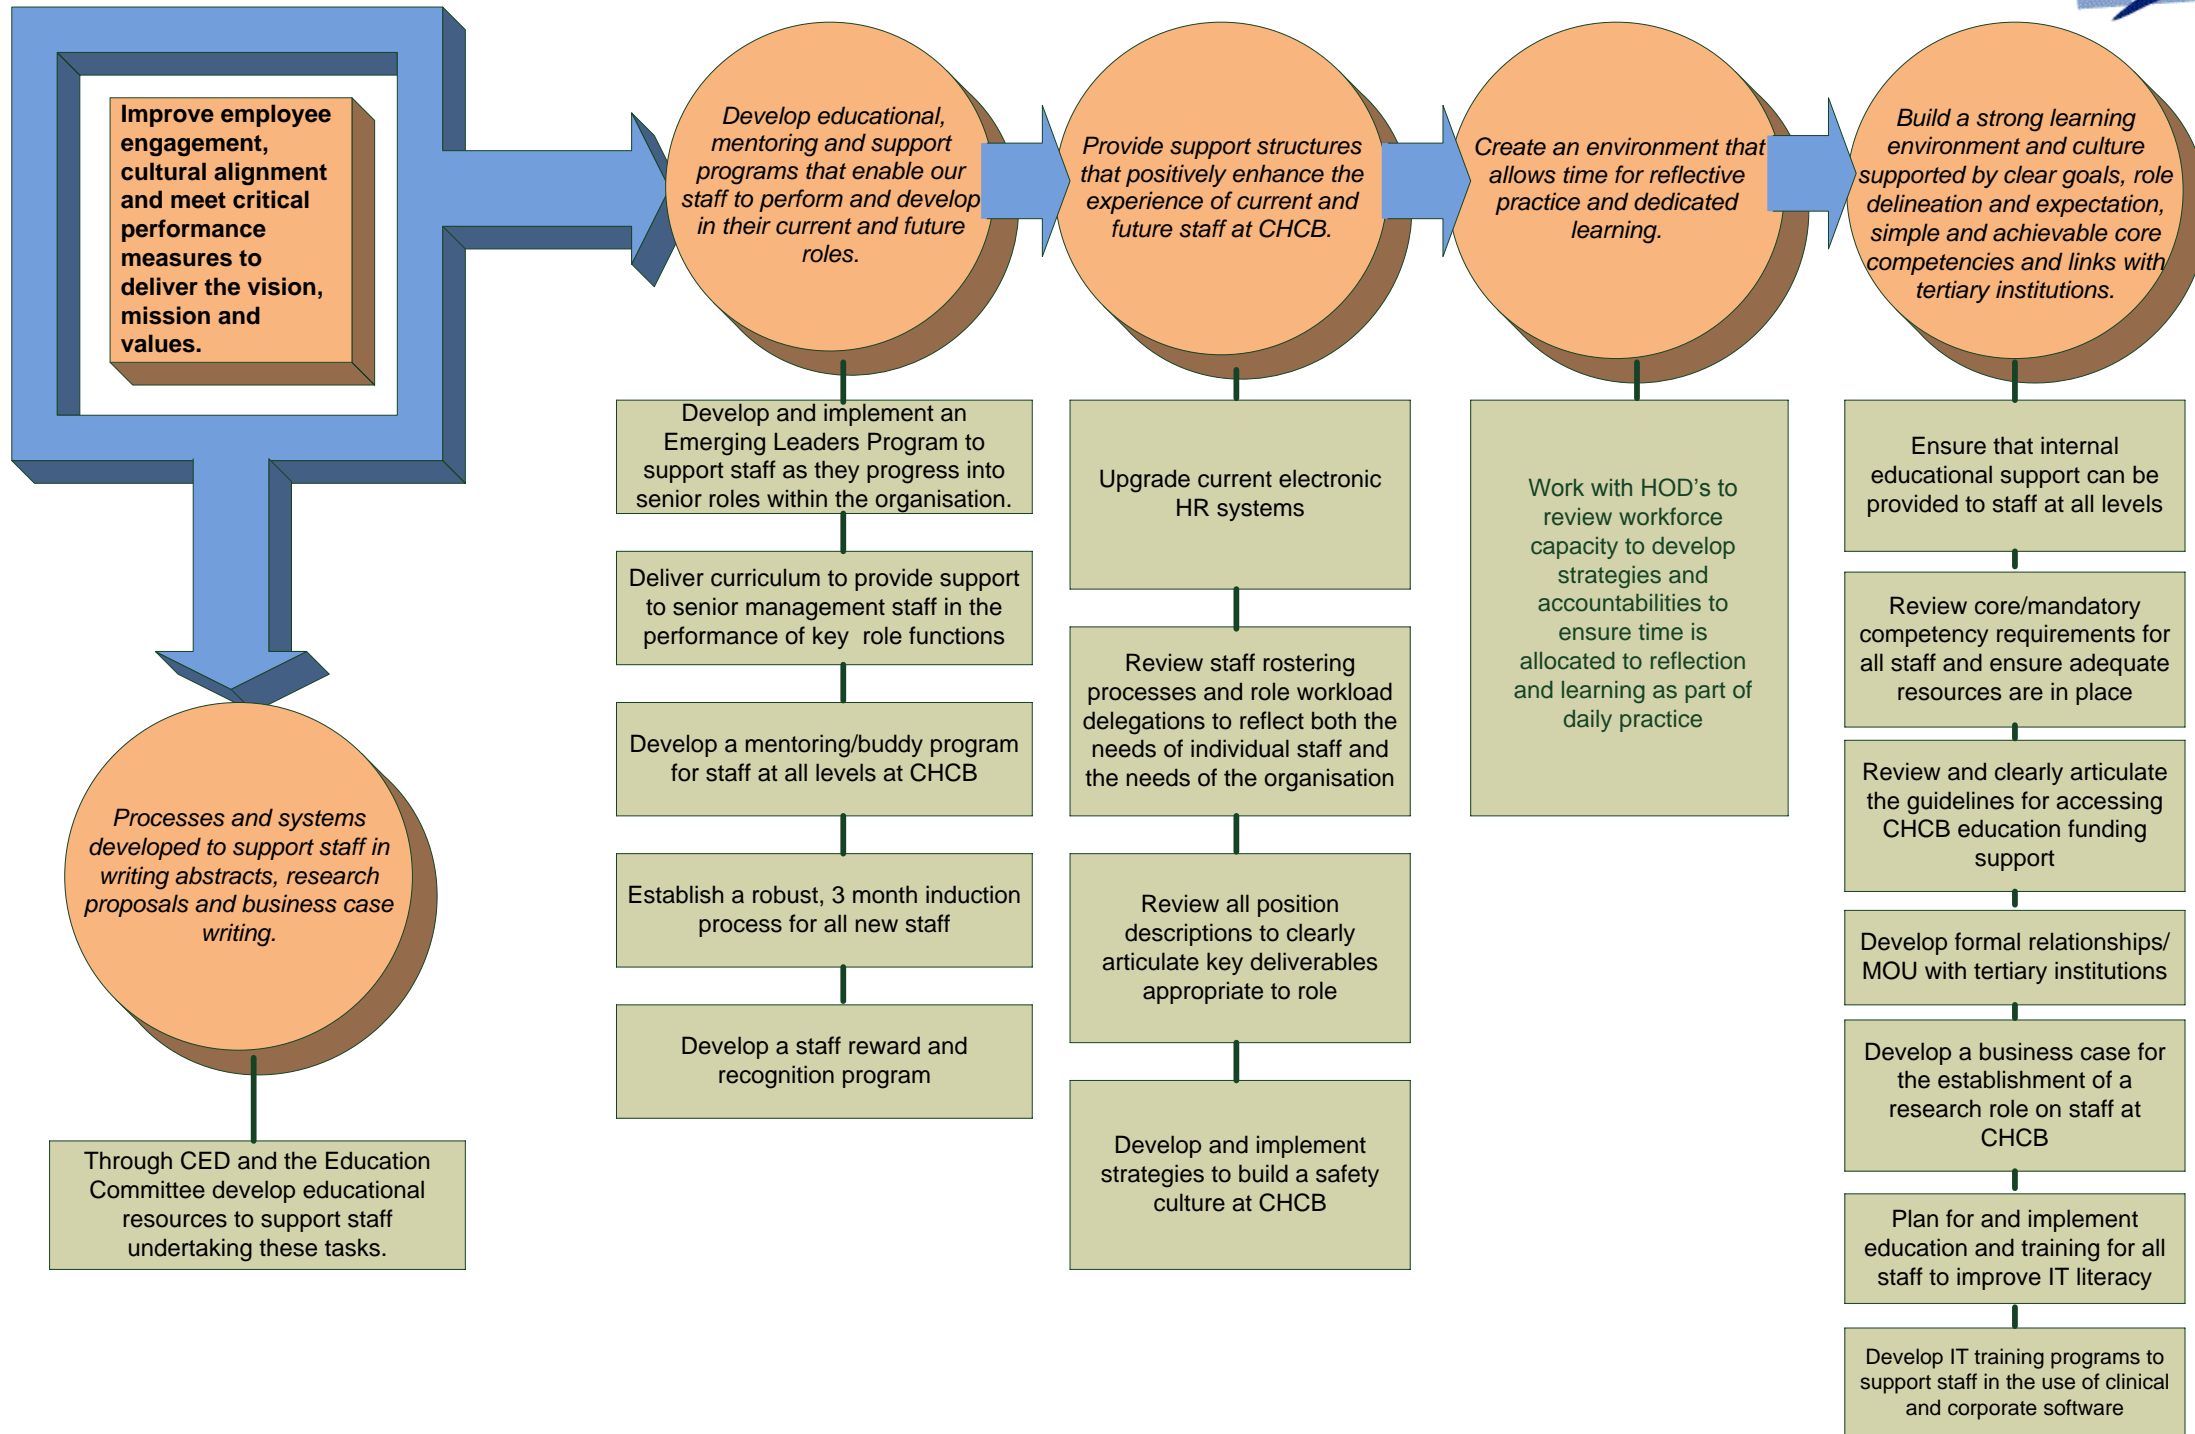 Improve employee
engagement,
cultural alignment
and meet critical
performance
measures to
deliver the vision,
mission and
values.
Develop educational,
mentoring and support
programs that enable our
staff to perform and develop
in their current and future
roles.
Provide support structures
that positively enhance the
experience of current and
future staff at CHCB.
Create an environment that
allows time for reflective
practice and dedicated
learning.
Build a strong learning
environment and culture
supported by clear goals, role
delineation and expectation,
simple and achievable core
competencies and links with
tertiary institutions.
Processes and systems
developed to support staff in
writing abstracts, research
proposals and business case
writing.
Through CED and the Education
Committee develop educational
resources to support staff
undertaking these tasks.
Develop and implement an
Emerging Leaders Program to
support staff as they progress into
senior roles within the organisation.
Deliver curriculum to provide support
to senior management staff in the
performance of key  role functions
Develop a mentoring/buddy program
for staff at all levels at CHCB
Establish a robust, 3 month induction
process for all new staff
Develop a staff reward and
recognition program
Upgrade current electronic
HR systems
Review staff rostering
processes and role workload
delegations to reflect both the
needs of individual staff and
the needs of the organisation
Review all position
descriptions to clearly
articulate key deliverables
appropriate to role
Develop and implement
strategies to build a safety
culture at CHCB
Work with HOD's to
review workforce
capacity to develop
strategies and
accountabilities to
ensure time is
allocated to reflection
and learning as part of
daily practice
Ensure that internal
educational support can be
provided to staff at all levels
Review core/mandatory
competency requirements for
all staff and ensure adequate
resources are in place
Review and clearly articulate
the guidelines for accessing
CHCB education funding
support
Develop formal relationships/
MOU with tertiary institutions
Develop a business case for
the establishment of a
research role on staff at
CHCB
Plan for and implement
education and training for all
staff to improve IT literacy
Develop IT training programs to
support staff in the use of clinical
and corporate software